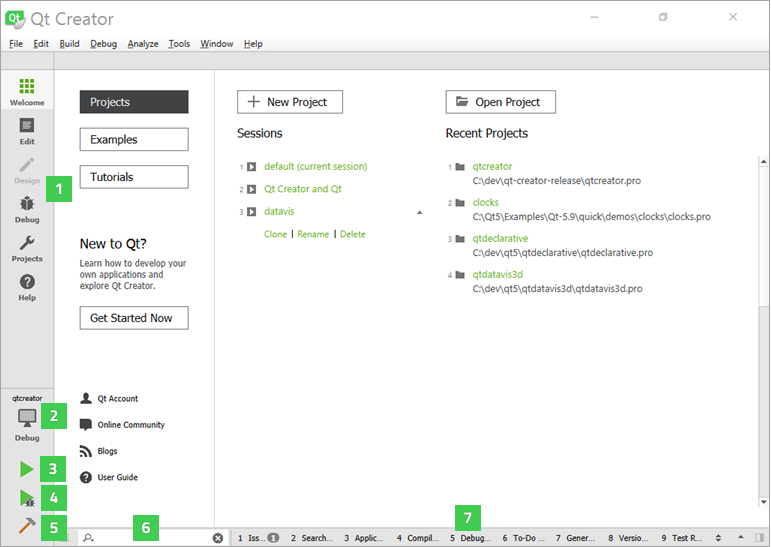 Qt Qt Creator
File Edit Build Debug Analyze Tools Window Help
Welcome
Edit
Design
1
Debug
Projects
Help
qtcreator
2
Debug
3
4
5
Projects
Examples
Tutorials
New to Qt?
Learn how to develop your
own applications and
explore Qt Creator.
Get Started Now
Qt Account
Online Community
Blogs
User Guide
New Project
Sessions
1 default (current session)
2 Qt Creator and Qt
3 datavis
Clone | Rename | Delete
Open Project
Recent Projects
1 qtcreator
C:\dev\qt-creator-release\qtcreator.pro
2 clocks
C:\Qt5\Examples\Qt-5.9\quick\demos\clocks\clocks.pro
3 qtdeclarative
C:\dev\qt5\qtdeclarative\qtdeclarative.pro
4 qtdatavis3d
C:\dev\qt5\qtdatavis3d\qtdatavis3d.pro
6
7
1 Iss... 1 2 Search... 3 Applic... 4 Compil... 5 Debug... 6 To-Do ... 7 Gener... 8 Versio... 9 Test R...